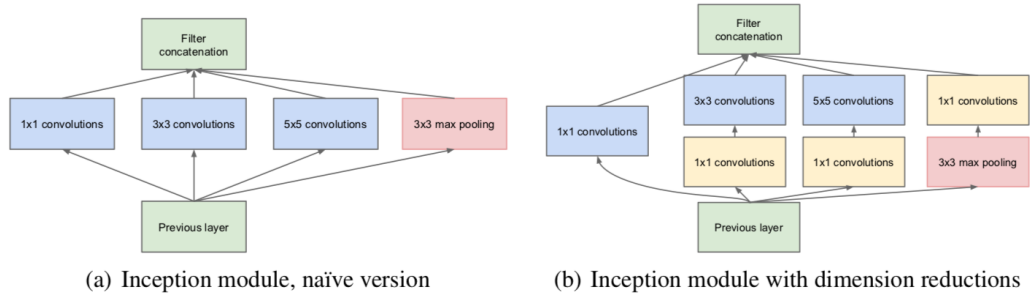 Filter
concatenation
1x1 convolutions
3x3 convolutions
5x5 convolutions
3x3 max pooling
Previous layer
(a) Inception module, naïve version
Filter
concatenation
3x3 convolutions
5x5 convolutions
1x1 convolutions
1x1 convolutions
1x1 convolutions
1x1 convolutions
3x3 max pooling
Previous layer
(b) Inception module with dimension reductions